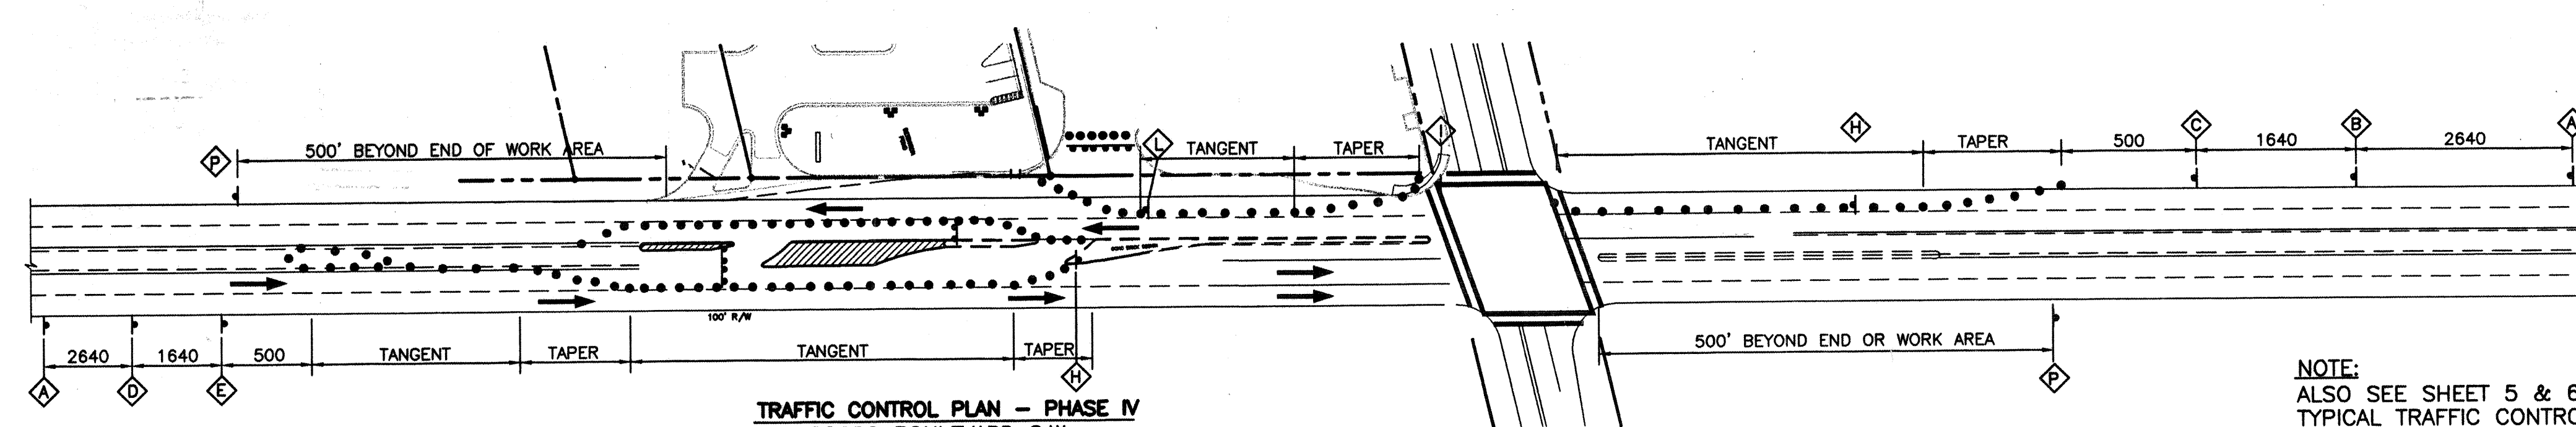 P
500' BEYOND END OF WORK AREA
L
TANGENT
TAPER
I
TANGENT
H
TAPER
500
C
1640
B
2640
A
100' R/W
2640
1640
500
TANGENT
TAPER
TANGENT
TAPER
A
D
E
H
500' BEYOND END OR WORK AREA
P
TRAFFIC CONTROL PLAN – PHASE IV
NOTE:
ALSO SEE SHEET 5 & 6
TYPICAL TRAFFIC CONTRO